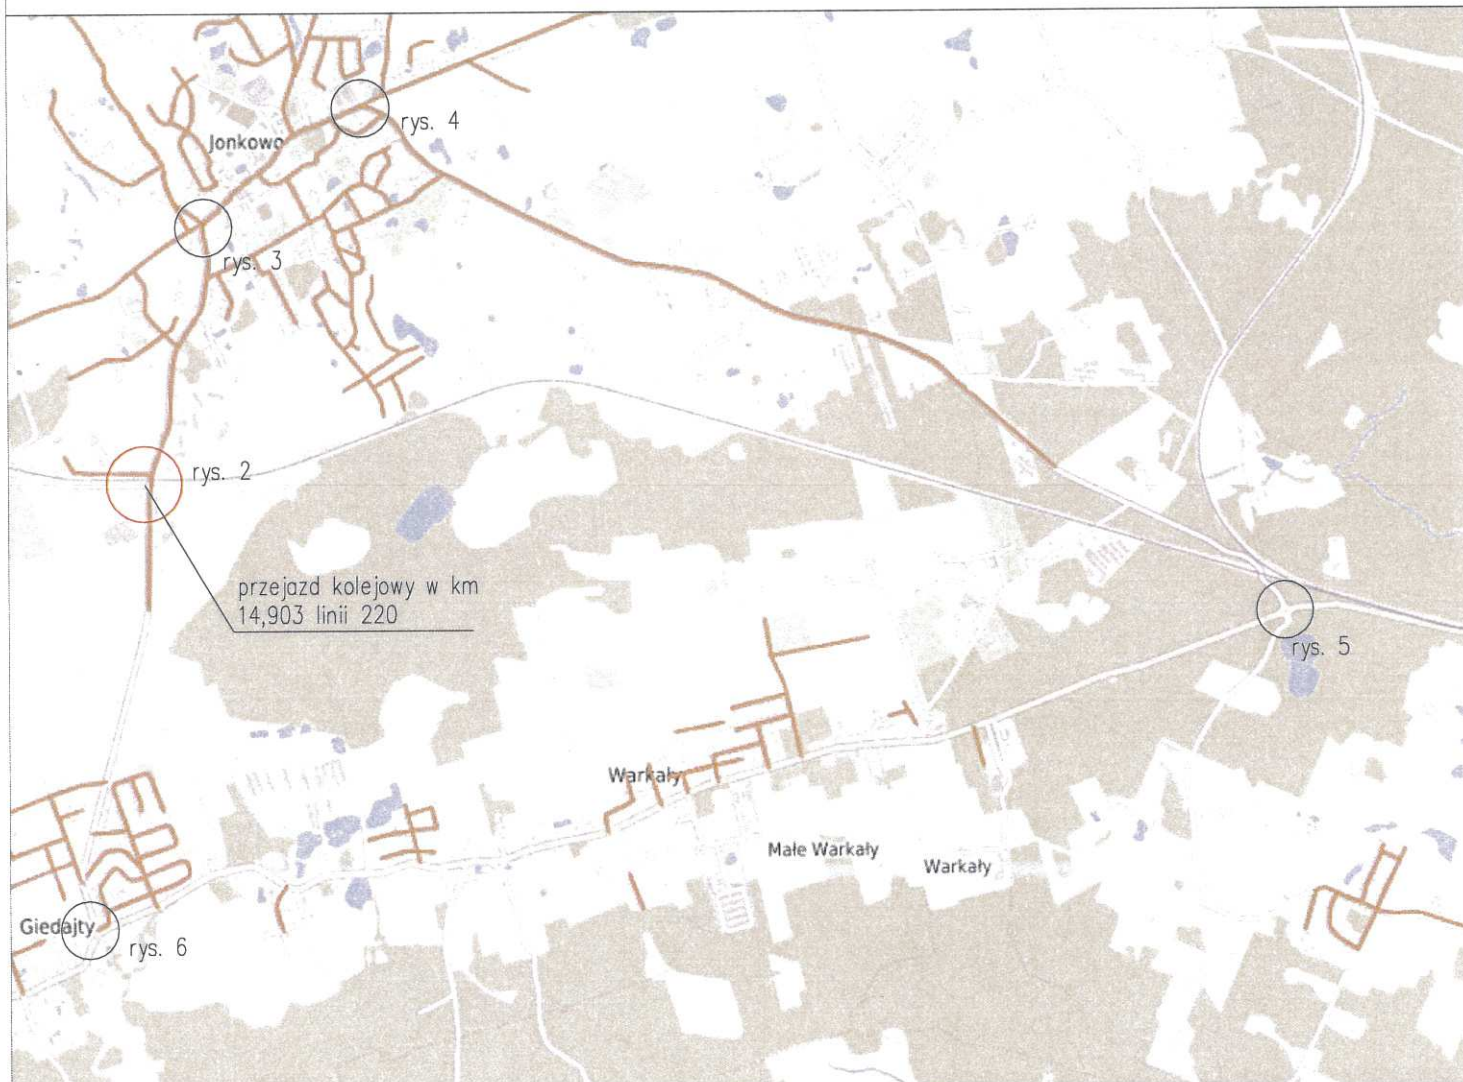 rys. 4
Jonkowo
rys. 3
rys. 2
przejazd kolejowy w km
14,903 linii 220
rys. 5
Warkały
Małe Warkały
Warkały
Giedajty
rys. 6